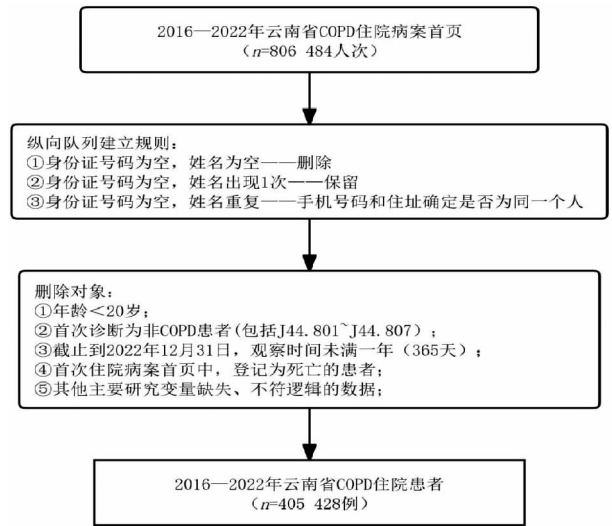 2016—2022年云南省COPD住院病案首页
（n=806 484人次）
纵向队列建立规则：
①身份证号码为空，姓名为空——删除
②身份证号码为空，姓名出现1次——保留
③身份证号码为空，姓名重复——手机号码和住址确定是否为同一个人
删除对象：
①年龄＜20岁；
②首次诊断为非COPD患者(包括J44.801~J44.807）；
③截止到2022年12月31日，观察时间未满一年（365天）；
④首次住院病案首页中，登记为死亡的患者；
⑤其他主要研究变量缺失、不符逻辑的数据；
2016—2022年云南省COPD住院患者
（n=405 428例）